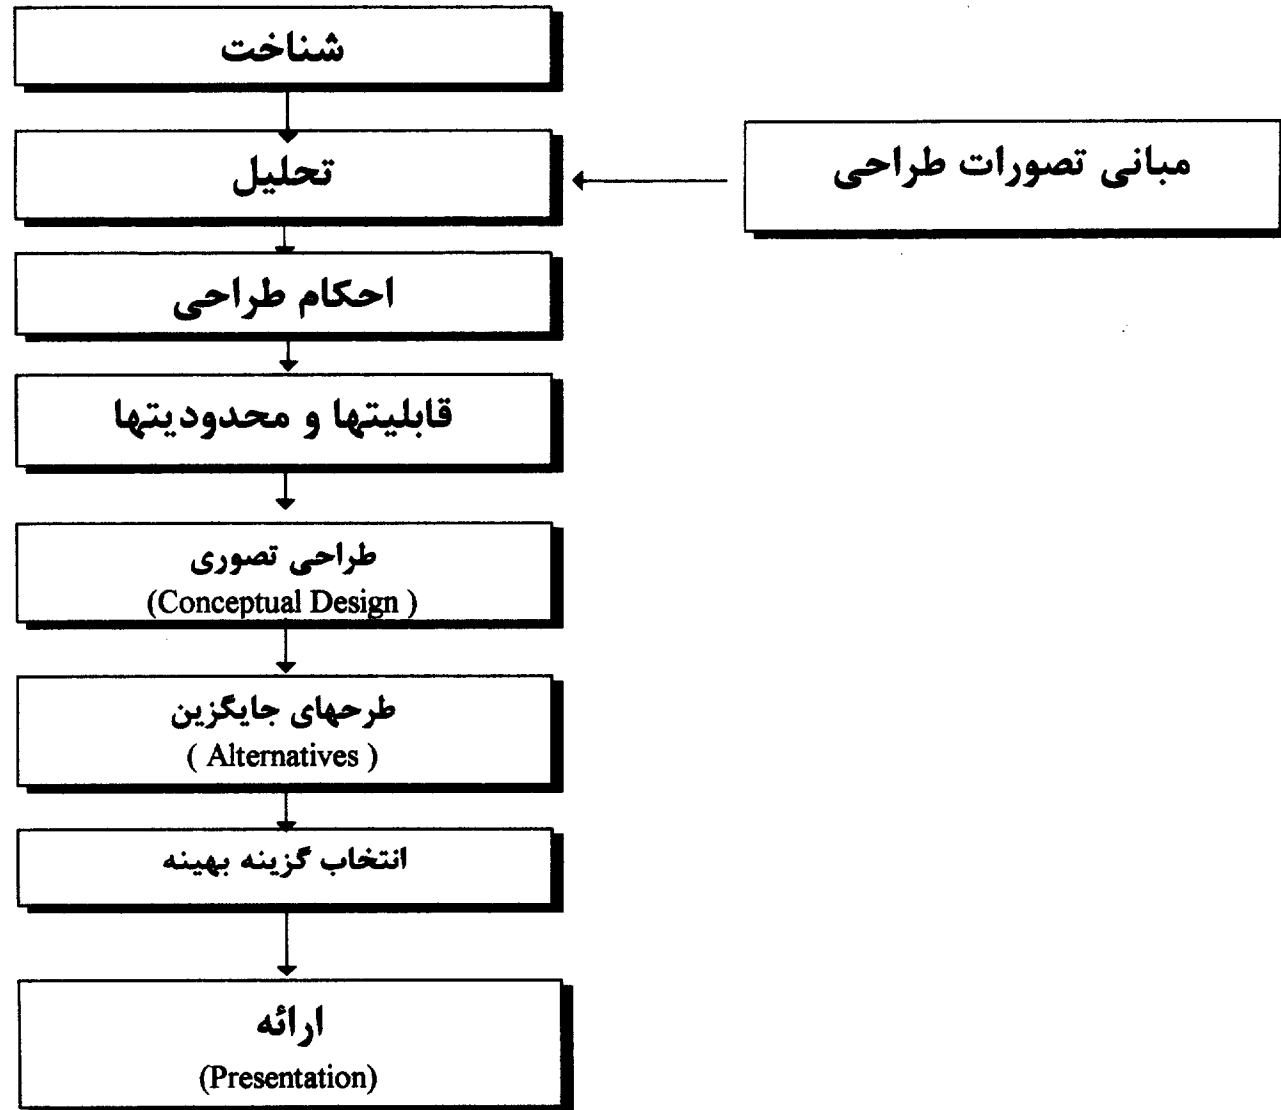 شناخت
تحلیل
مبانی تصورات طراحی
احکام طراحی
قابلیتها و محدودیتها
طراحی تصوری
(Conceptual Design )
طرحهای جایگزین
( Alternatives )
انتخاب گزینه بهینه
ارائه
(Presentation)